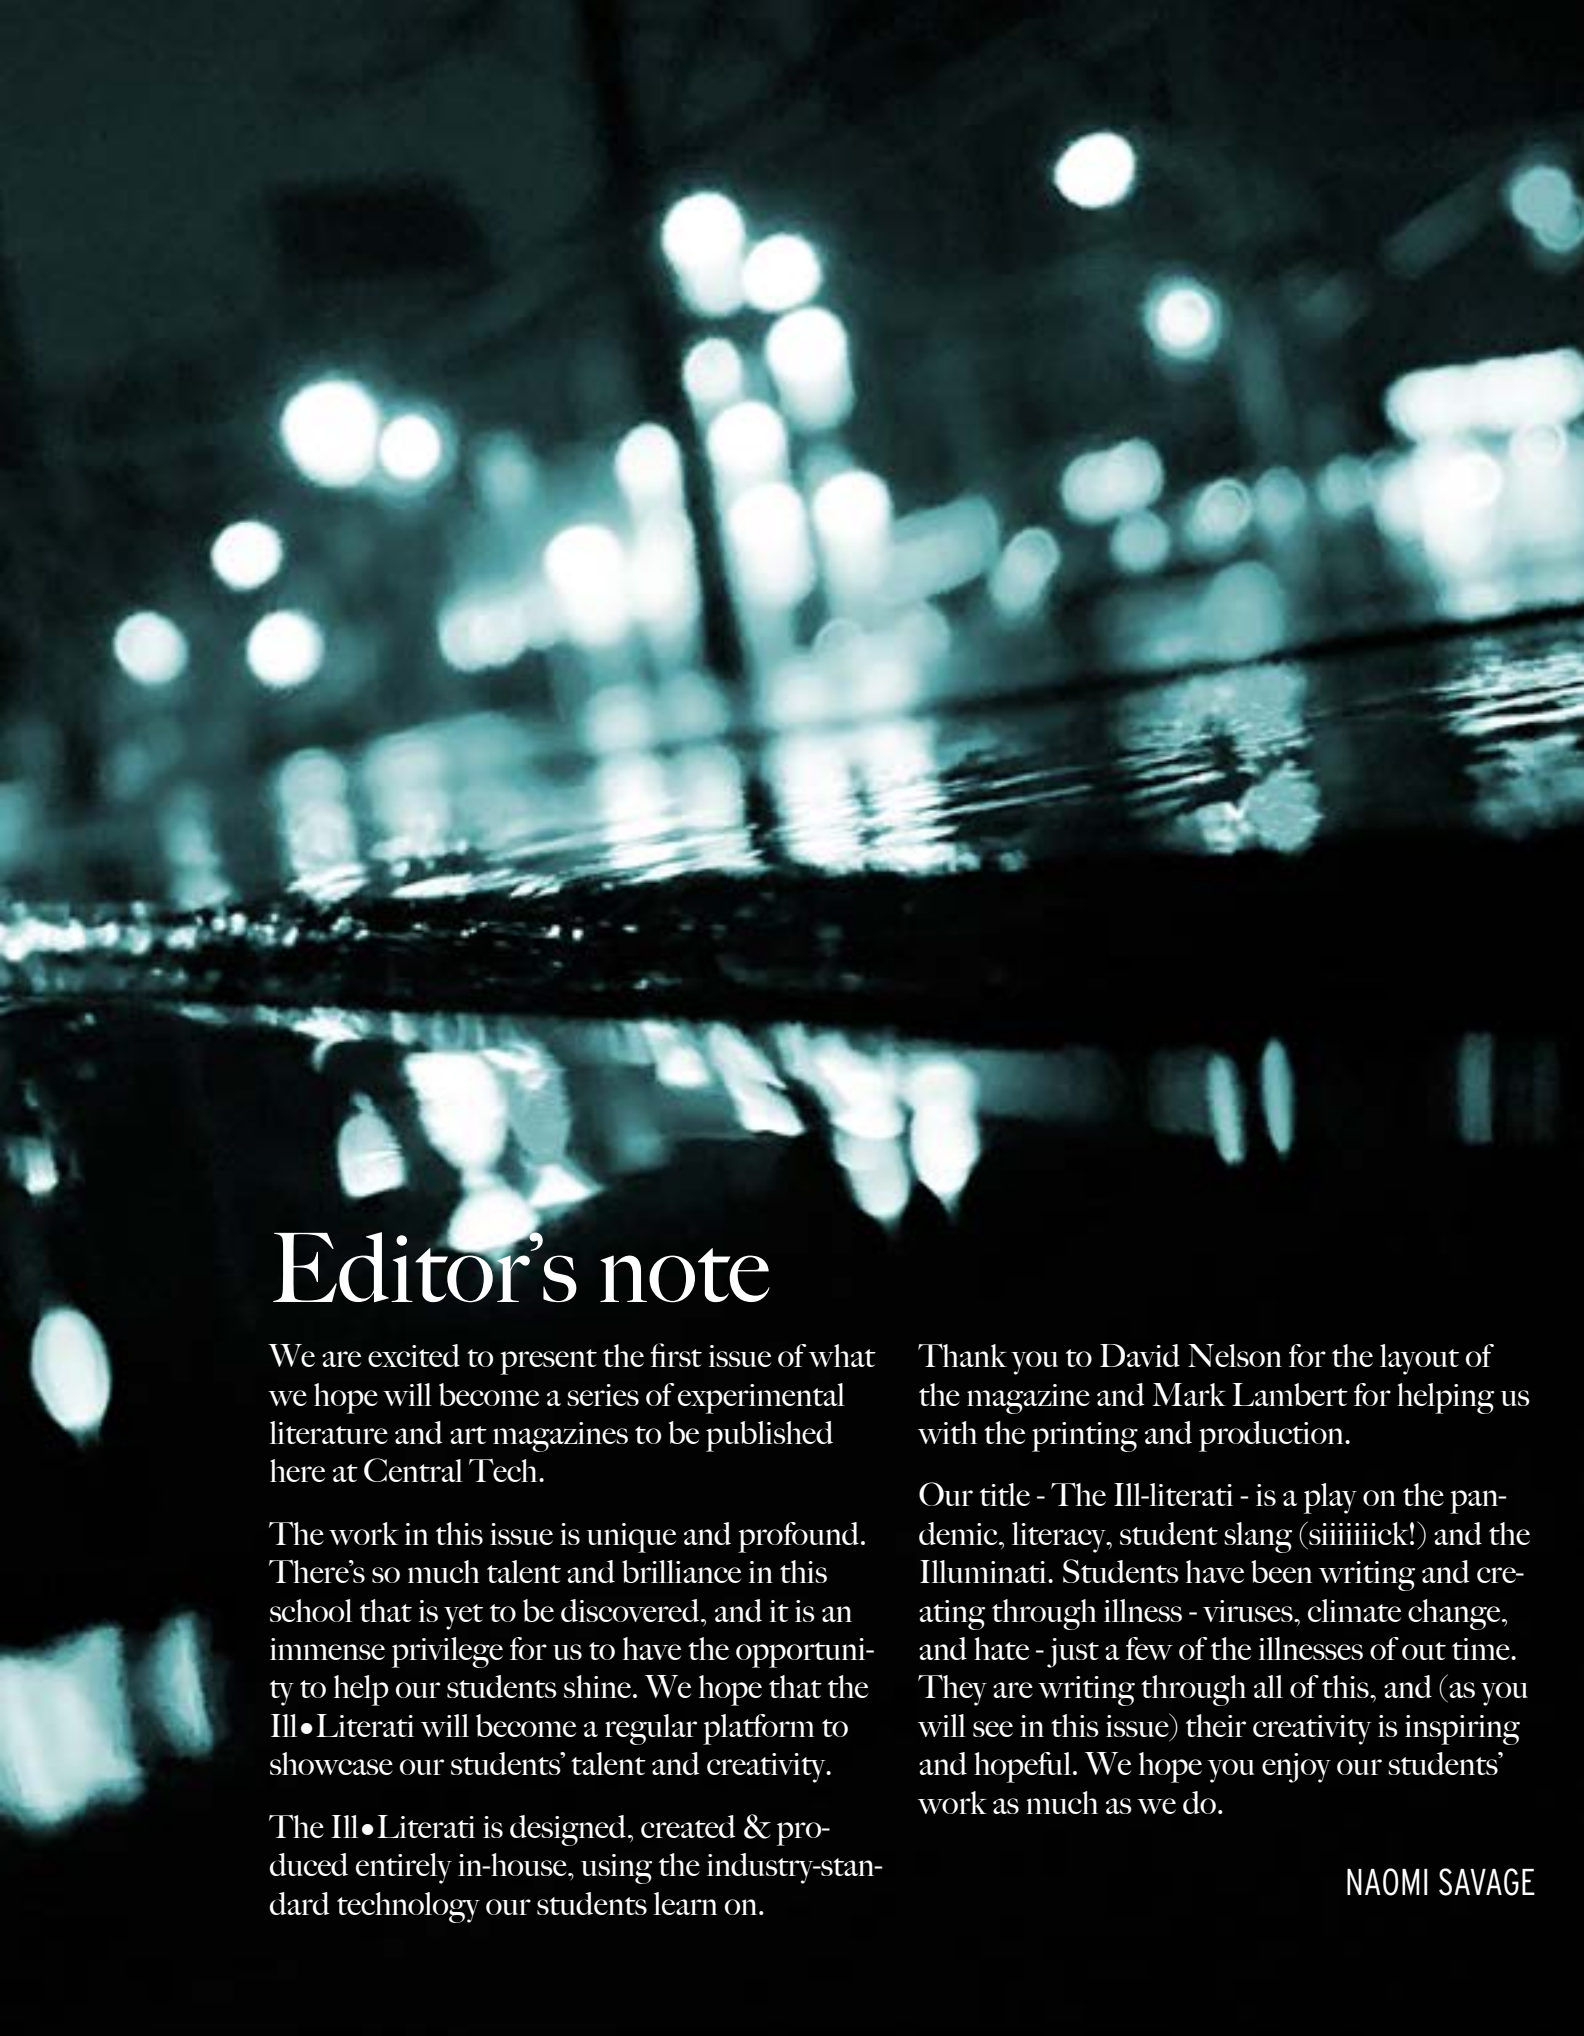 Editor’s note
We are excited to present the first issue of what
we hope will become a series of experimental
literature and art magazines to be published
here at Central Tech.
The work in this issue is unique and profound.
There’s so much talent and brilliance in this
school that is yet to be discovered, and it is an
immense privilege for us to have the opportuni-
ty to help our students shine. We hope that the
Ill•Literati will become a regular platform to
showcase our students’ talent and creativity.
The Ill•Literati is designed, created & pro-
duced entirely in-house, using the industry-stan-
dard technology our students learn on.
Thank you to David Nelson for the layout of
the magazine and Mark Lambert for helping us
with the printing and production.
Our title - The Ill-literati - is a play on the pan-
demic, literacy, student slang (siiiiiiick!) and the
Illuminati. Students have been writing and cre-
ating through illness - viruses, climate change,
and hate - just a few of the illnesses of out time.
They are writing through all of this, and (as you
will see in this issue) their creativity is inspiring
and hopeful. We hope you enjoy our students’
work as much as we do.
NAOMI SAVAGE